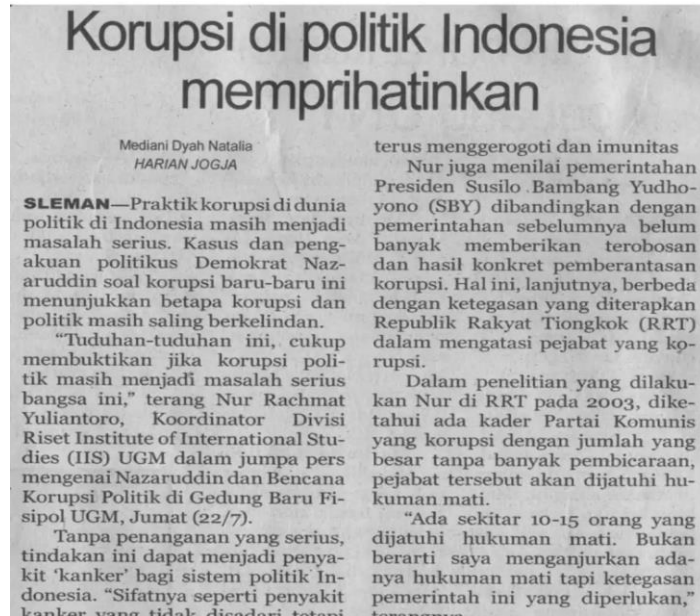 Korupsi di politik Indonesia
memprihatinkan
Mediani Dyah Natalia
HARIAN JOGJA
SLEMAN—Praktik korupsi di dunia
politik di Indonesia masih menjadi
masalah serius. Kasus dan peng-
akuan politikus Demokrat Naz-
aruddin soal korupsi baru-baru ini
menunjukkan betapa korupsi dan
politik masih saling berkelindan.
“Tuduhan-tuduhan ini, cukup
membuktikan jika korupsi poli-
tik masih menjadi masalah serius
bangsa ini,” terang Nur Rachmat
Yuliantoro, Koordinator Divisi
Riset Institute of International Stu-
dies (IIS) UGM dalam jumpa pers
mengenai Nazaruddin dan Bencana
Korupsi Politik di Gedung Baru Fi-
sipol UGM, Jumat (22/7).
Tanpa penanganan yang serius,
tindakan ini dapat menjadi penya-
kit ‘kanker’ bagi sistem politik In-
donesia. “Sifatnya seperti penyakit
kanker yang tidak disadari tetapi
terus menggerogoti dan imunitas
Nur juga menilai pemerintahan
Presiden Susilo Bambang Yudho-
yono (SBY) dibandingkan dengan
pemerintahan sebelumnya belum
banyak memberikan terobosan
dan hasil konkret pemberantasan
korupsi. Hal ini, lanjutnya, berbeda
dengan ketegasan yang diterapkan
Republik Rakyat Tiongkok (RRT)
dalam mengatasi pejabat yang ko-
rupsi.
Dalam penelitian yang dilaku-
kan Nur di RRT pada 2003, dike-
tahui ada kader Partai Komunis
yang korupsi dengan jumlah yang
besar tanpa banyak pembicaraan,
pejabat tersebut akan dijatuhi hu-
kuman mati.
“Ada sekitar 10-15 orang yang
dijatuhi hukuman mati. Bukan
berarti saya menganjurkan ada-
nya hukuman mati tapi ketegasan
pemerintah ini yang diperlukan,”
terangnya.